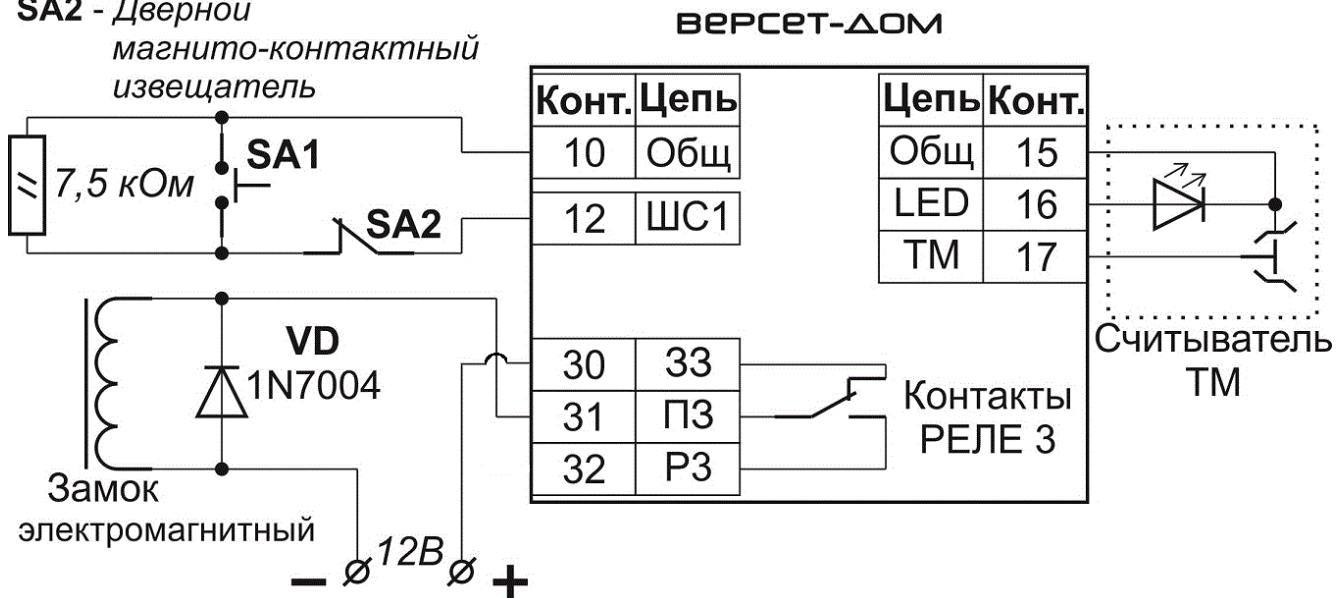 SA2 - Дверной
магнито-контактный
извещатель
ВЕРСЕТ-ДОМ
Конт. Цепь
10 Общ
12 ШС1
Цепь Конт.
Общ 15
LED 16
ТМ 17
7,5 кОм
SA1
SA2
Считыватель
ТМ
VD
1N7004
30 З3
31 П3
32 Р3
Контакты
РЕЛЕ 3
Замок
электромагнитный
– 12В +